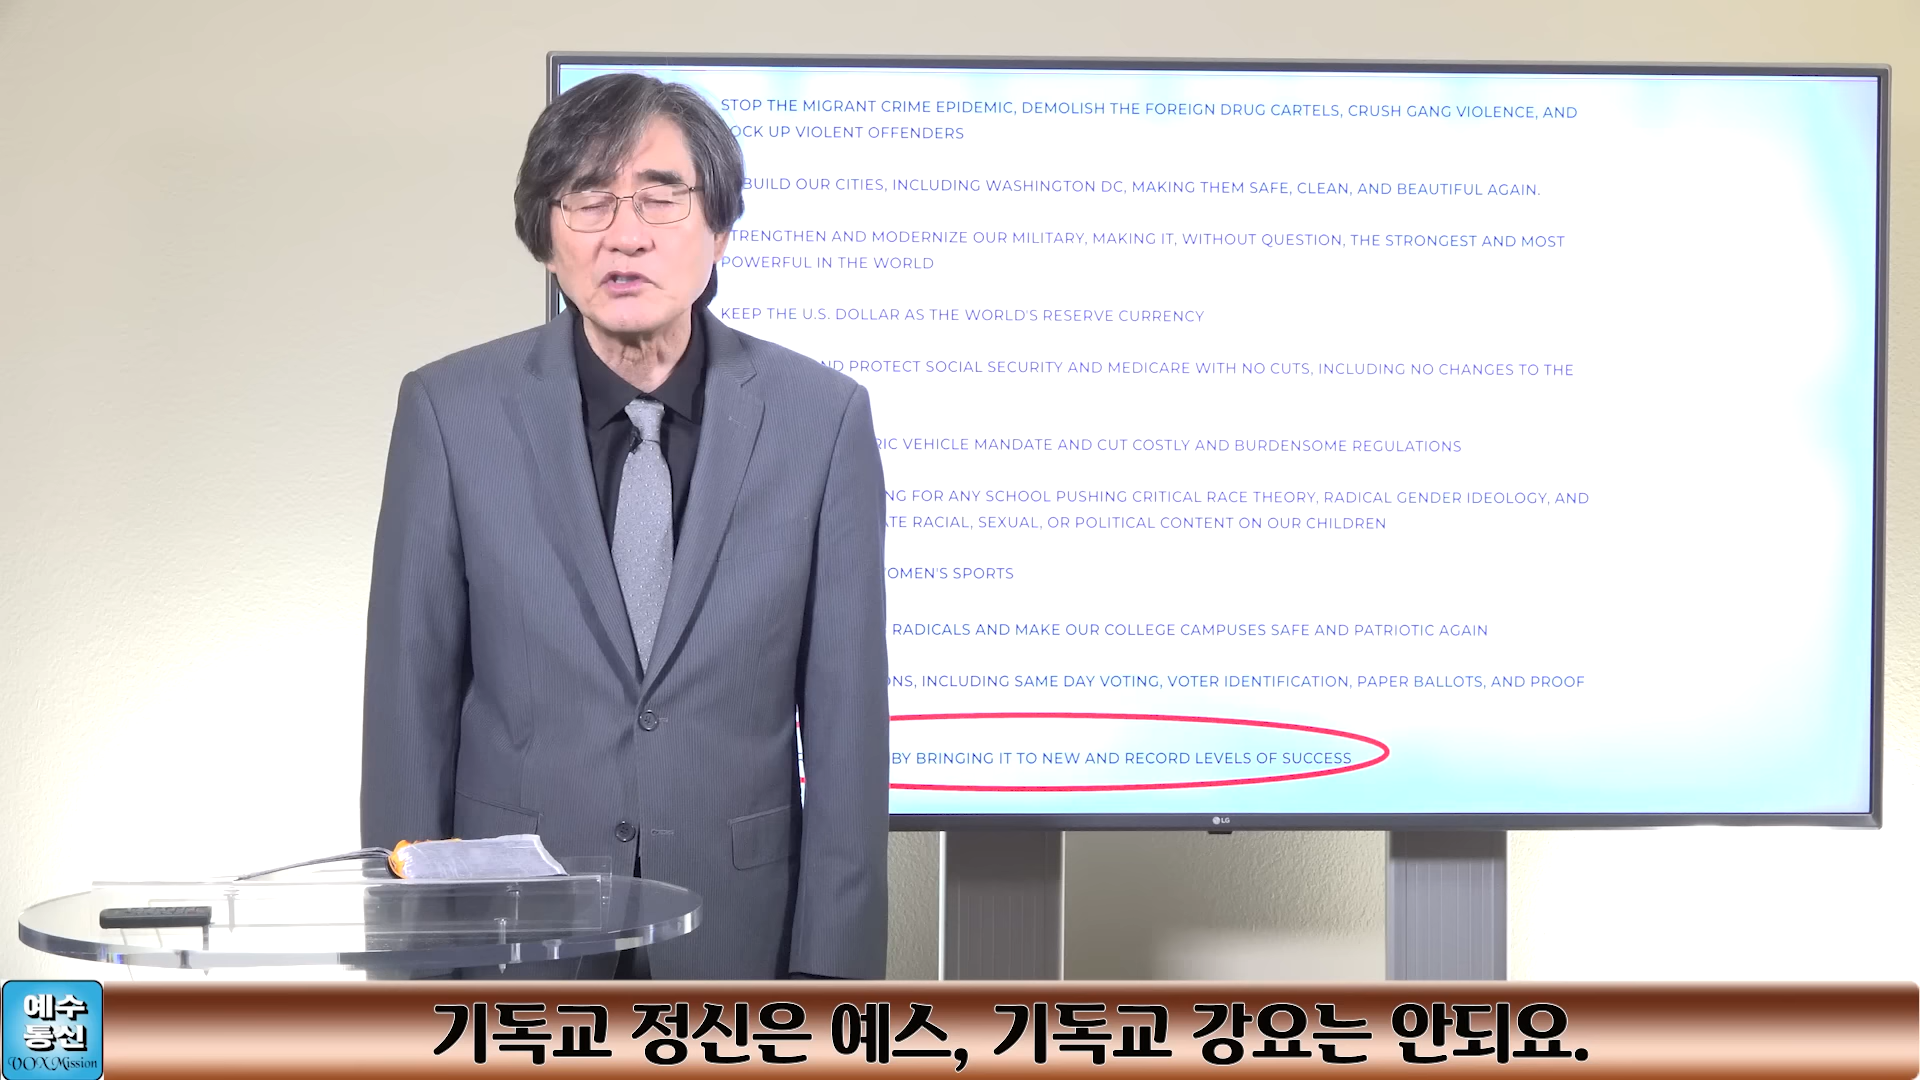 STOP THE MIGRANT CRIME EPIDEMIC, DEMOLISH THE FOREIGN DRUG CARTELS, CRUSH GANG VIOLENCE, AND
OCK UP VIOLENT OFFENDERS
BUILD OUR CITIES, INCLUDING WASHINGTON DC, MAKING THEM SAFE, CLEAN, AND BEAUTIFUL AGAIN.
TRENGTHEN AND MODERNIZE OUR MILITARY, MAKING IT, WITHOUT QUESTION, THE STRONGEST AND MOST
POWERFUL IN THE WORLD
KEEP THE U.S. DOLLAR AS THE WORLD'S RESERVE CURRENCY
ND PROTECT SOCIAL SECURITY AND MEDICARE WITH NO CUTS, INCLUDING NO CHANGES TO THE
RIC VEHICLE MANDATE AND CUT COSTLY AND BURDENSOME REGULATIONS
NG FOR ANY SCHOOL PUSHING CRITICAL RACE THEORY, RADICAL GENDER IDEOLOGY, AND
ATE RACIAL, SEXUAL, OR POLITICAL CONTENT ON OUR CHILDREN
OMEN'S SPORTS
RADICALS AND MAKE OUR COLLEGE CAMPUSES SAFE AND PATRIOTIC AGAIN
ONS, INCLUDING SAME DAY VOTING, VOTER IDENTIFICATION, PAPER BALLOTS, AND PROOF
BY BRINGING IT TO NEW AND RECORD LEVELS OF SUCCESS
LG
예수
통신
VOX Mission
기독교 정신은 예스, 기독교 강요는 안되요.